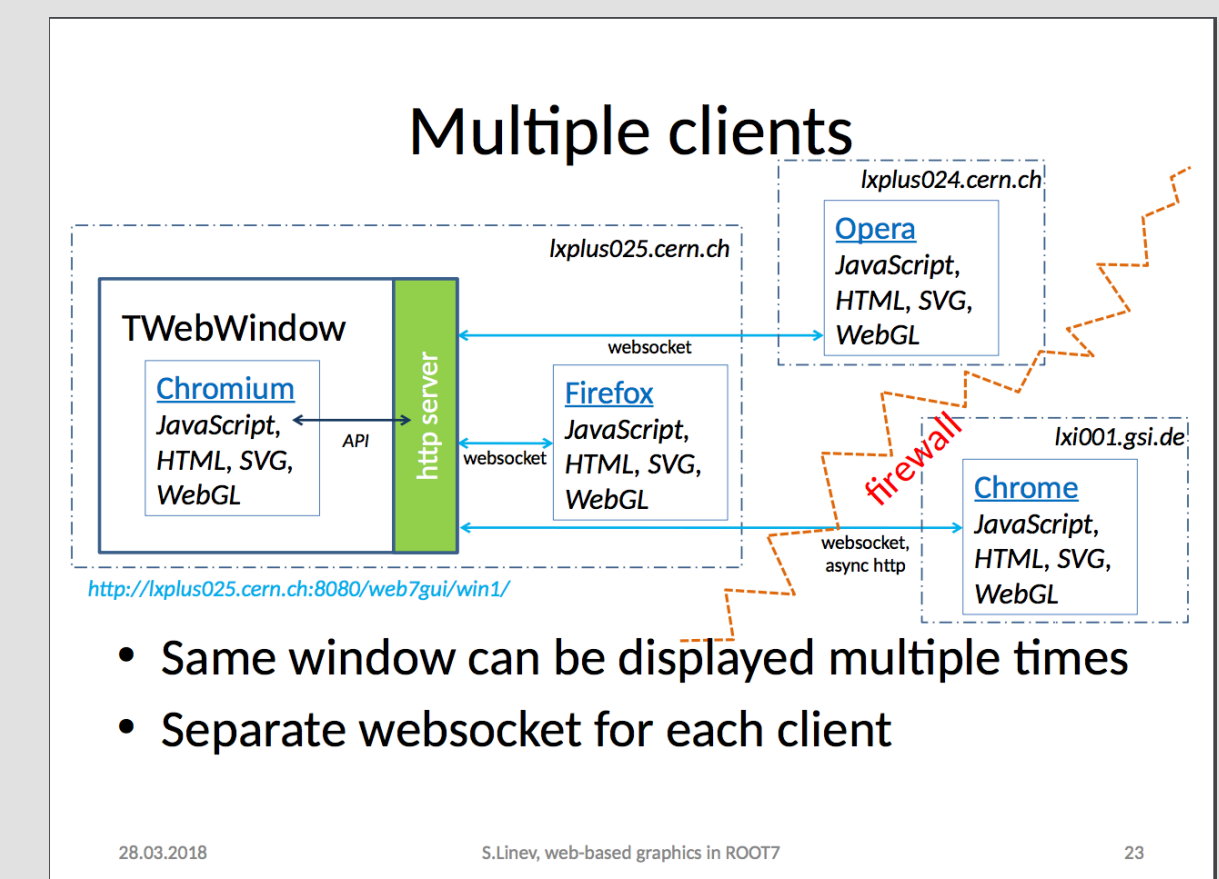 Multiple clients
lxplus024.cern.ch
Opera
JavaScript,
HTML, SVG,
WebGL
lxplus025.cern.ch
TWebWindow
Chromium
JavaScript,
HTML, SVG,
WebGL
API
http server
websocket
websocket
Firefox
JavaScript,
HTML, SVG,
WebGL
firewall
lxi001.gsi.de
Chrome
JavaScript,
HTML, SVG,
WebGL
websocket,
async http
http://lxplus025.cern.ch:8080/web7gui/win1/
• Same window can be displayed multiple times
• Separate websocket for each client
28.03.2018
S.Linev, web-based graphics in ROOT7
23